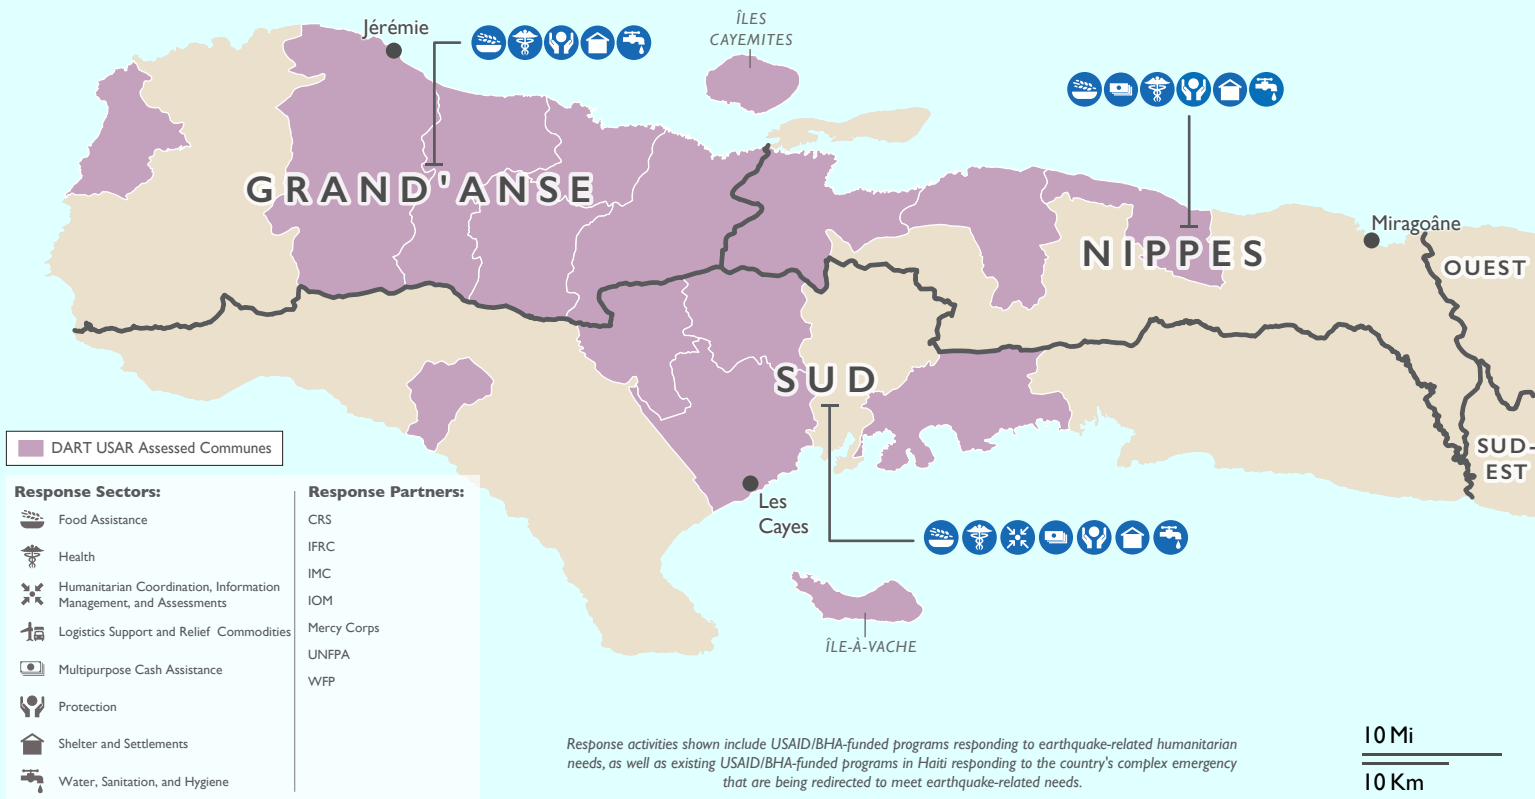 Jérémie
ÎLES
CAYEMITES
GRAND'ANSE
NIPPES
Miragoâne
OUEST
SUD
SUD-
EST
Les
Cayes
ÎLE-À-VACHE
DART USAR Assessed Communes
Response Sectors:
Food Assistance
Health
Humanitarian Coordination, Information
Management, and Assessments
Logistics Support and Relief Commodities
Multipurpose Cash Assistance
Protection
Shelter and Settlements
Water, Sanitation, and Hygiene
Response Partners:
CRS
IFRC
IMC
IOM
Mercy Corps
UNFPA
WFP
Response activities shown include USAID/BHA-funded programs responding to earthquake-related humanitarian
needs, as well as existing USAID/BHA-funded programs in Haiti responding to the country's complex emergency
that are being redirected to meet earthquake-related needs.
10 Mi
10 Km